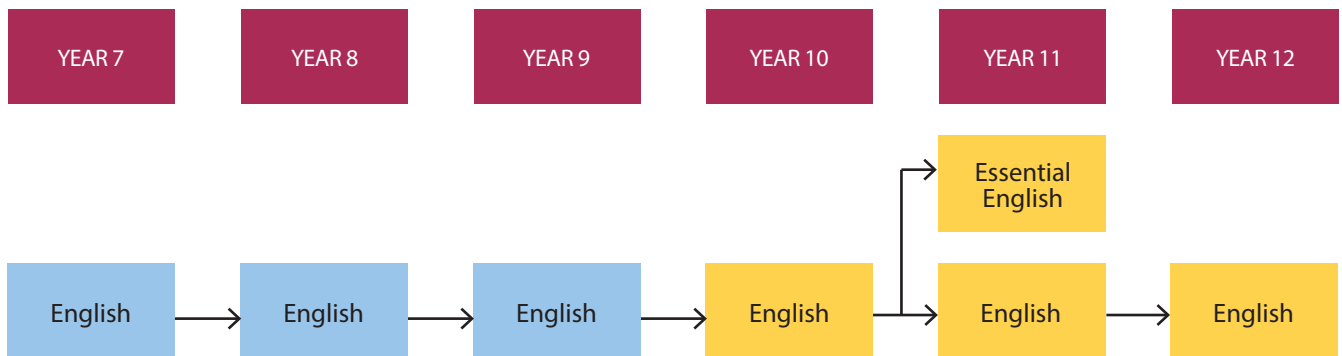 YEAR 7
YEAR 8
YEAR 9
YEAR 10
YEAR 11
YEAR 12
Essential
English
English
English
English
English
English
English